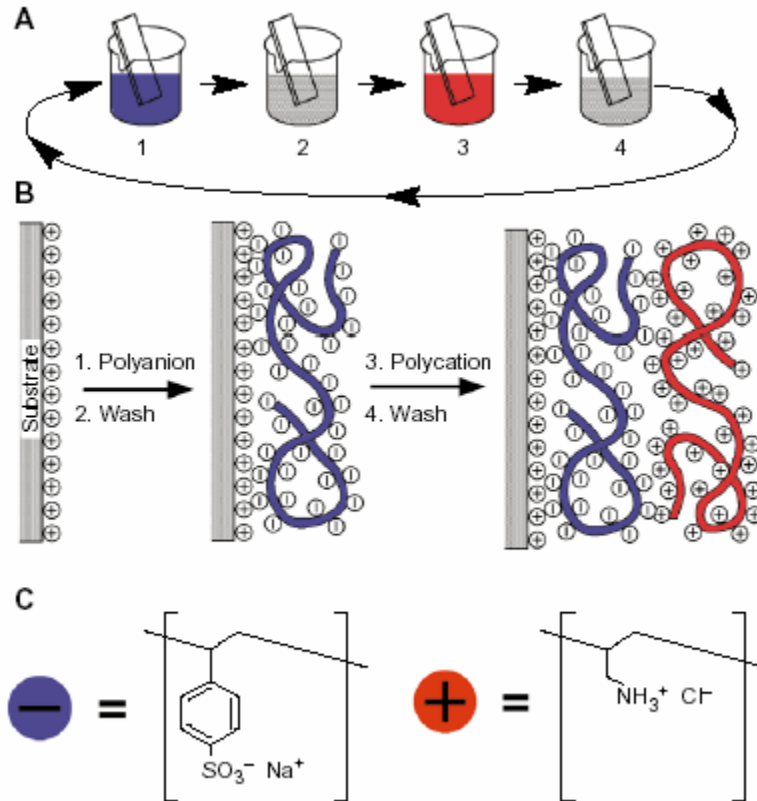 A
1 2 3 4
B
Substrate
1. Polyanion
2. Wash
3. Polycation
4. Wash
C
− = SO₃⁻ Na⁺
+ = NH₃⁺ Cl⁻